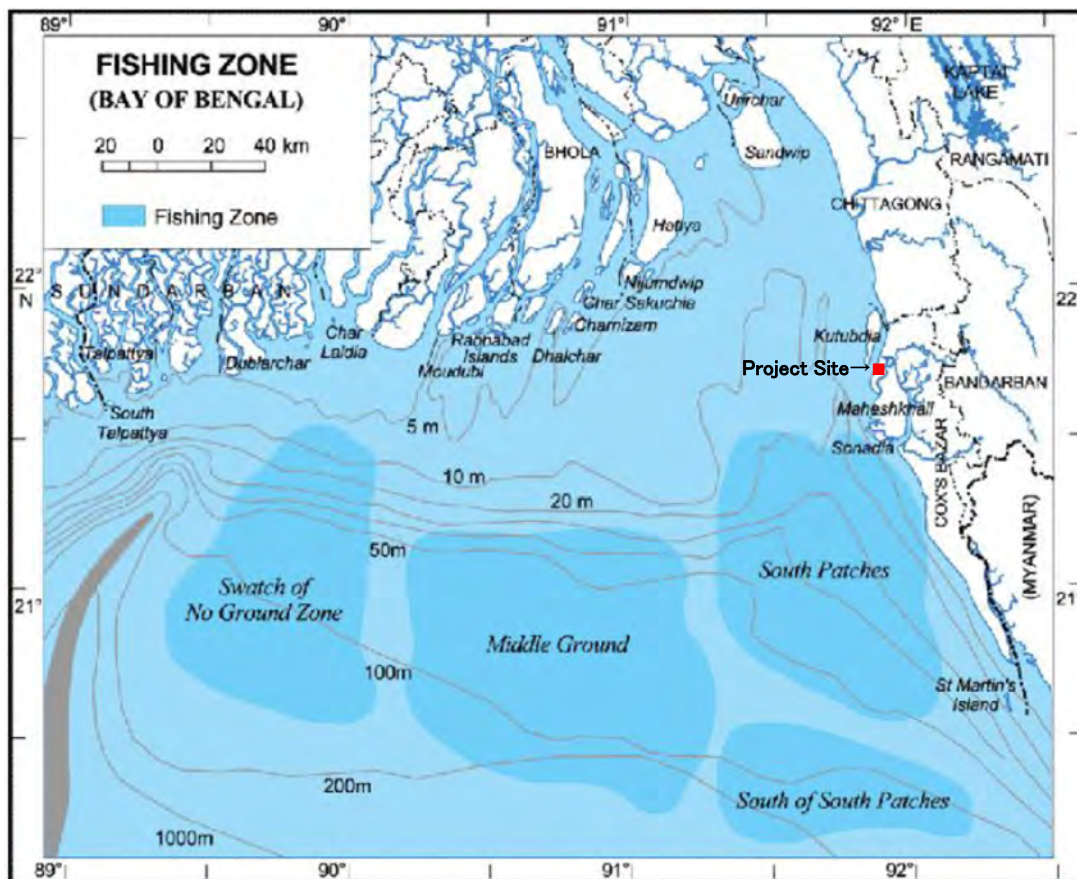 89°
90°
91°
92° E
FISHING ZONE
(BAY OF BENGAL)
20 0 20 40 km
Fishing Zone
KAPTAI
LAKE
Urirchar
Sandwip
BHOLA
RANGAMATI
CHITTAGONG
Hatiya
22°
N
SUNDARBAN
Nijumdwip
Char Sakuchia
Charnizam
22°
Char
Laldia
Rabnabad
Islands
Dhalchar
Kutubdia
Talpattyal
Dublarchar
Moudubi
Project Site→
BANDARBAN
South
Talpattya
Maheshkhali
5 m
Sonadia
COX'S BAZAR
10 m
20 m
(MYANMAR)
50m
South Patches
Swatch of
No Ground Zone
21°
21°
Middle Ground
100m
St Martin's
Island
200m
South of South Patches
1000m
89°
90°
91°
92°